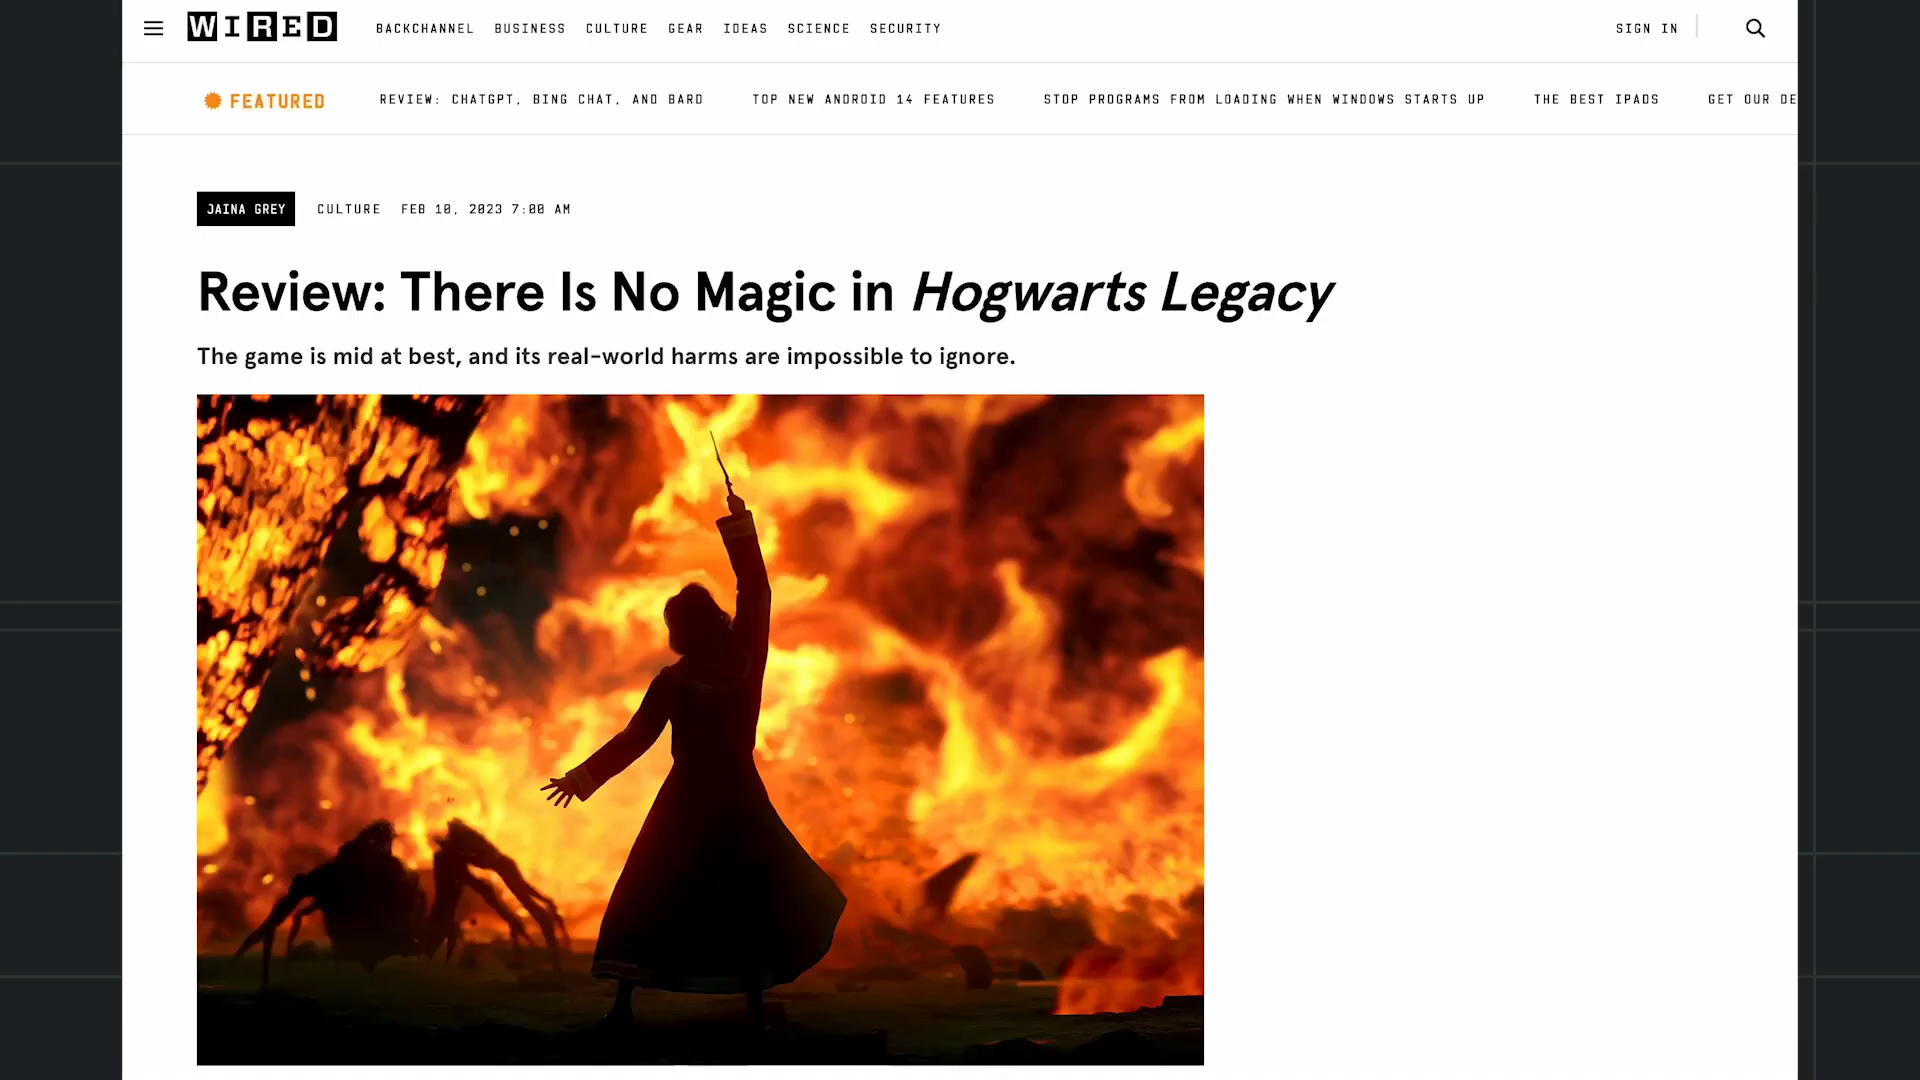 WIRED BACKCHANNEL BUSINESS CULTURE GEAR IDEAS SCIENCE SECURITY SIGN IN
FEATURED REVIEW: CHATGPT, BING CHAT, AND BARD TOP NEW ANDROID 14 FEATURES STOP PROGRAMS FROM LOADING WHEN WINDOWS STARTS UP THE BEST IPADS GET OUR DE
JAINA GREY CULTURE FEB 10, 2023 7:00 AM
Review: There Is No Magic in Hogwarts Legacy
The game is mid at best, and its real-world harms are impossible to ignore.